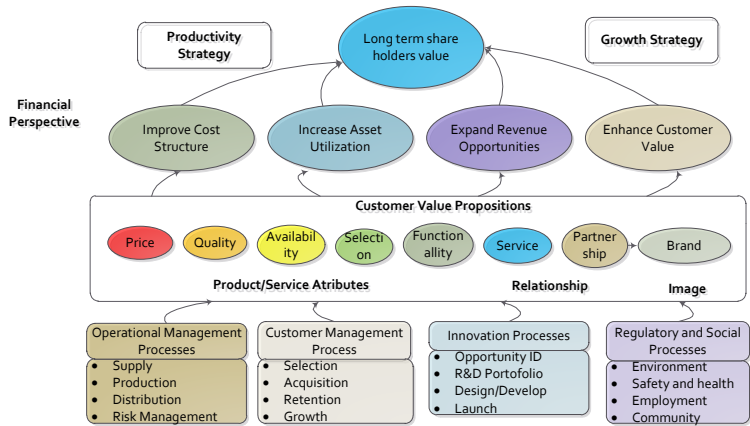 Productivity
Strategy
Long term share
holders value
Growth Strategy
Financial
Perspective
Improve Cost
Structure
Increase Asset
Utilization
Expand Revenue
Opportunities
Enhance Customer
Value
Customer Value Propositions
Price
Quality
Availabil
ity
Selecti
on
Function
allity
Service
Partner
ship
Brand
Product/Service Atributes
Relationship
Image
Operational Management
Processes
• Supply
• Production
• Distribution
• Risk Management
Customer Management
Process
• Selection
• Acquisition
• Retention
• Growth
Innovation Processes
• Opportunity ID
• R&D Portofolio
• Design/Develop
• Launch
Regulatory and Social
Processes
• Environment
• Safety and health
• Employment
• Community